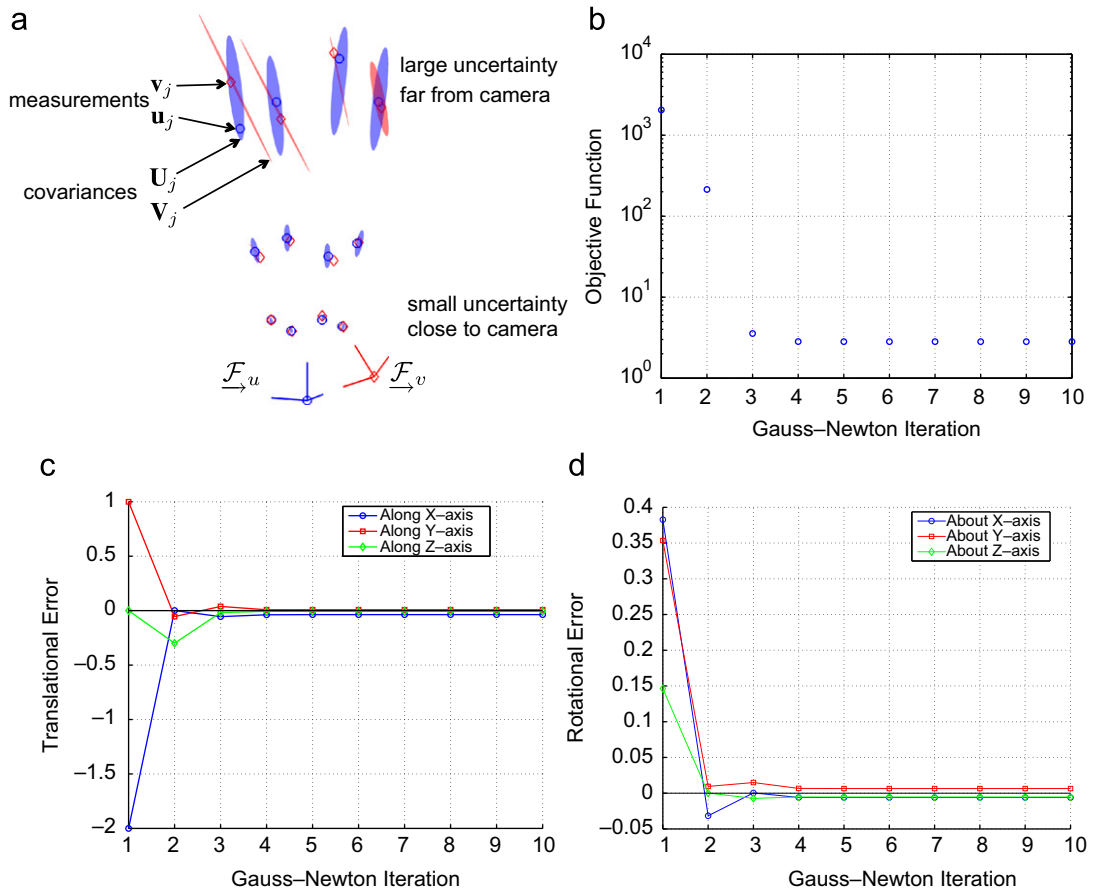 a
measurements
v_j
u_j
covariances
U_j
V_j
large uncertainty
far from camera
small uncertainty
close to camera
F_u
F_v
b
Objective Function
10^4
10^3
10^2
10^1
10^0
1 2 3 4 5 6 7 8 9 10
Gauss–Newton Iteration
c
Translational Error
1
0.5
0
–0.5
–1
–1.5
–2
Along X–axis
Along Y–axis
Along Z–axis
1 2 3 4 5 6 7 8 9 10
Gauss–Newton Iteration
d
Rotational Error
0.4
0.35
0.3
0.25
0.2
0.15
0.1
0.05
0
–0.05
About X–axis
About Y–axis
About Z–axis
1 2 3 4 5 6 7 8 9 10
Gauss–Newton Iteration